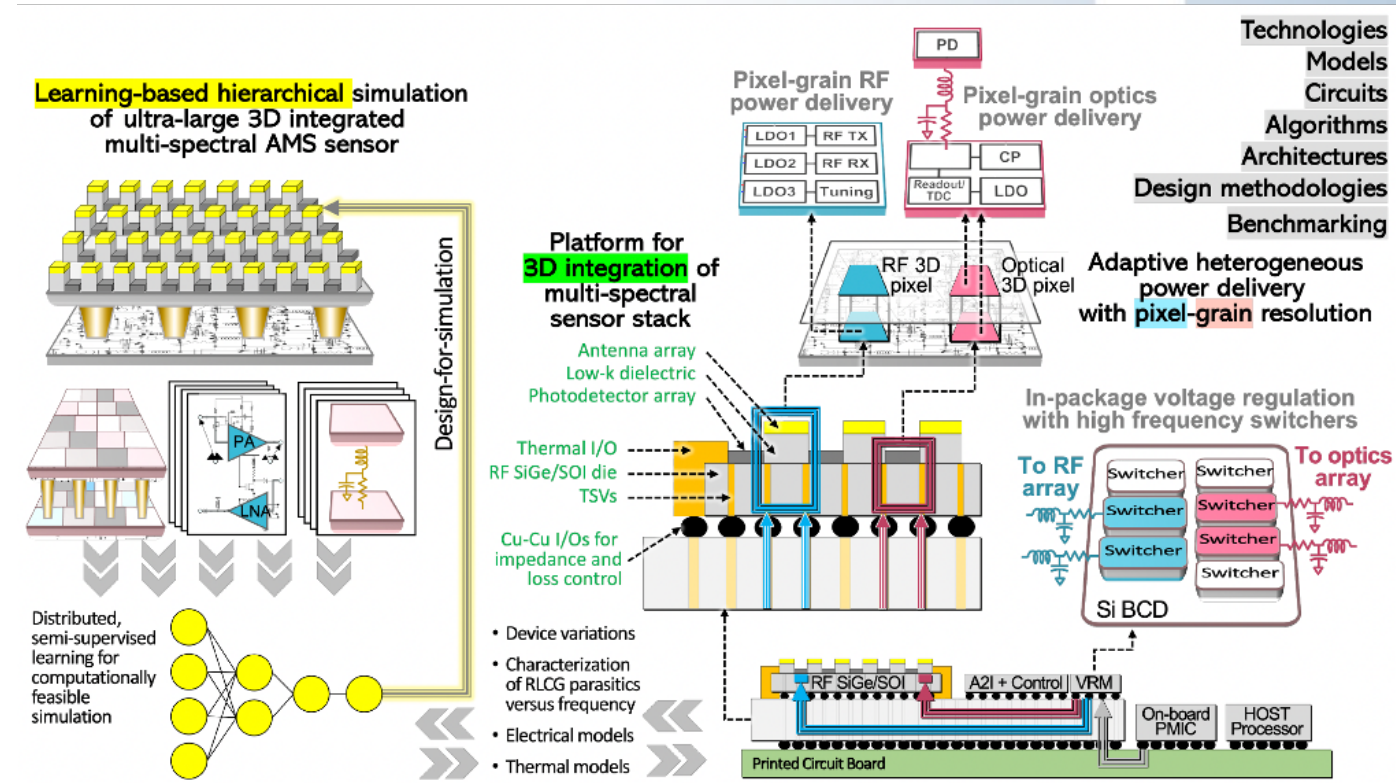 Learning-based hierarchical simulation
of ultra-large 3D integrated
multi-spectral AMS sensor
Design-for-simulation
PA
LNA
Distributed,
semi-supervised
learning for
computationally
feasible
simulation
Platform for
3D integration of
multi-spectral
sensor stack
Antenna array
Low-k dielectric
Photodetector array
Thermal I/O
RF SiGe/SOI die
TSVs
Cu-Cu I/Os for
impedance and
loss control
• Device variations
• Characterization
of RLCG parasitics
versus frequency
• Electrical models
• Thermal models
Pixel-grain RF
power delivery
LDO1 RF TX
LDO2 RF RX
LDO3 Tuning
PD
Pixel-grain optics
power delivery
CP
Readout/
TDC
LDO
RF 3D
pixel
Optical
3D pixel
Technologies
Models
Circuits
Algorithms
Architectures
Design methodologies
Benchmarking
Adaptive heterogeneous
power delivery
with pixel-grain resolution
In-package voltage regulation
with high frequency switchers
To RF
array
To optics
array
Switcher Switcher
Switcher Switcher
Switcher Switcher
Switcher
Si BCD
RF SiGe/SOI
A2I + Control VRM
On-board
PMIC
HOST
Processor
Printed Circuit Board